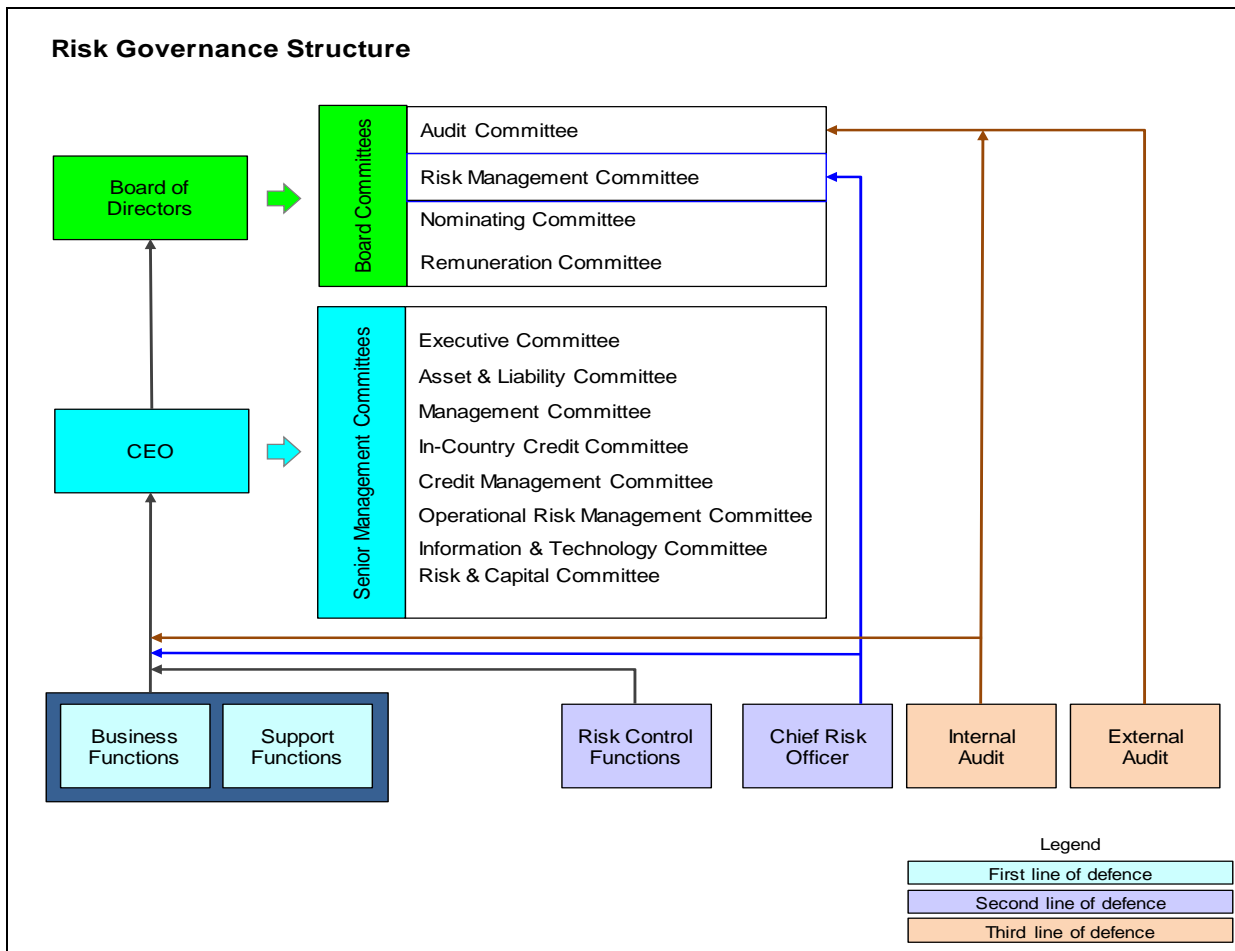 Risk Governance Structure
Board of
Directors
Board Committees
Audit Committee
Risk Management Committee
Nominating Committee
Remuneration Committee
CEO
Senior Management Committees
Executive Committee
Asset & Liability Committee
Management Committee
In-Country Credit Committee
Credit Management Committee
Operational Risk Management Committee
Information & Technology Committee
Risk & Capital Committee
Business
Functions
Support
Functions
Risk Control
Functions
Chief Risk
Officer
Internal
Audit
External
Audit
Legend
First line of defence
Second line of defence
Third line of defence